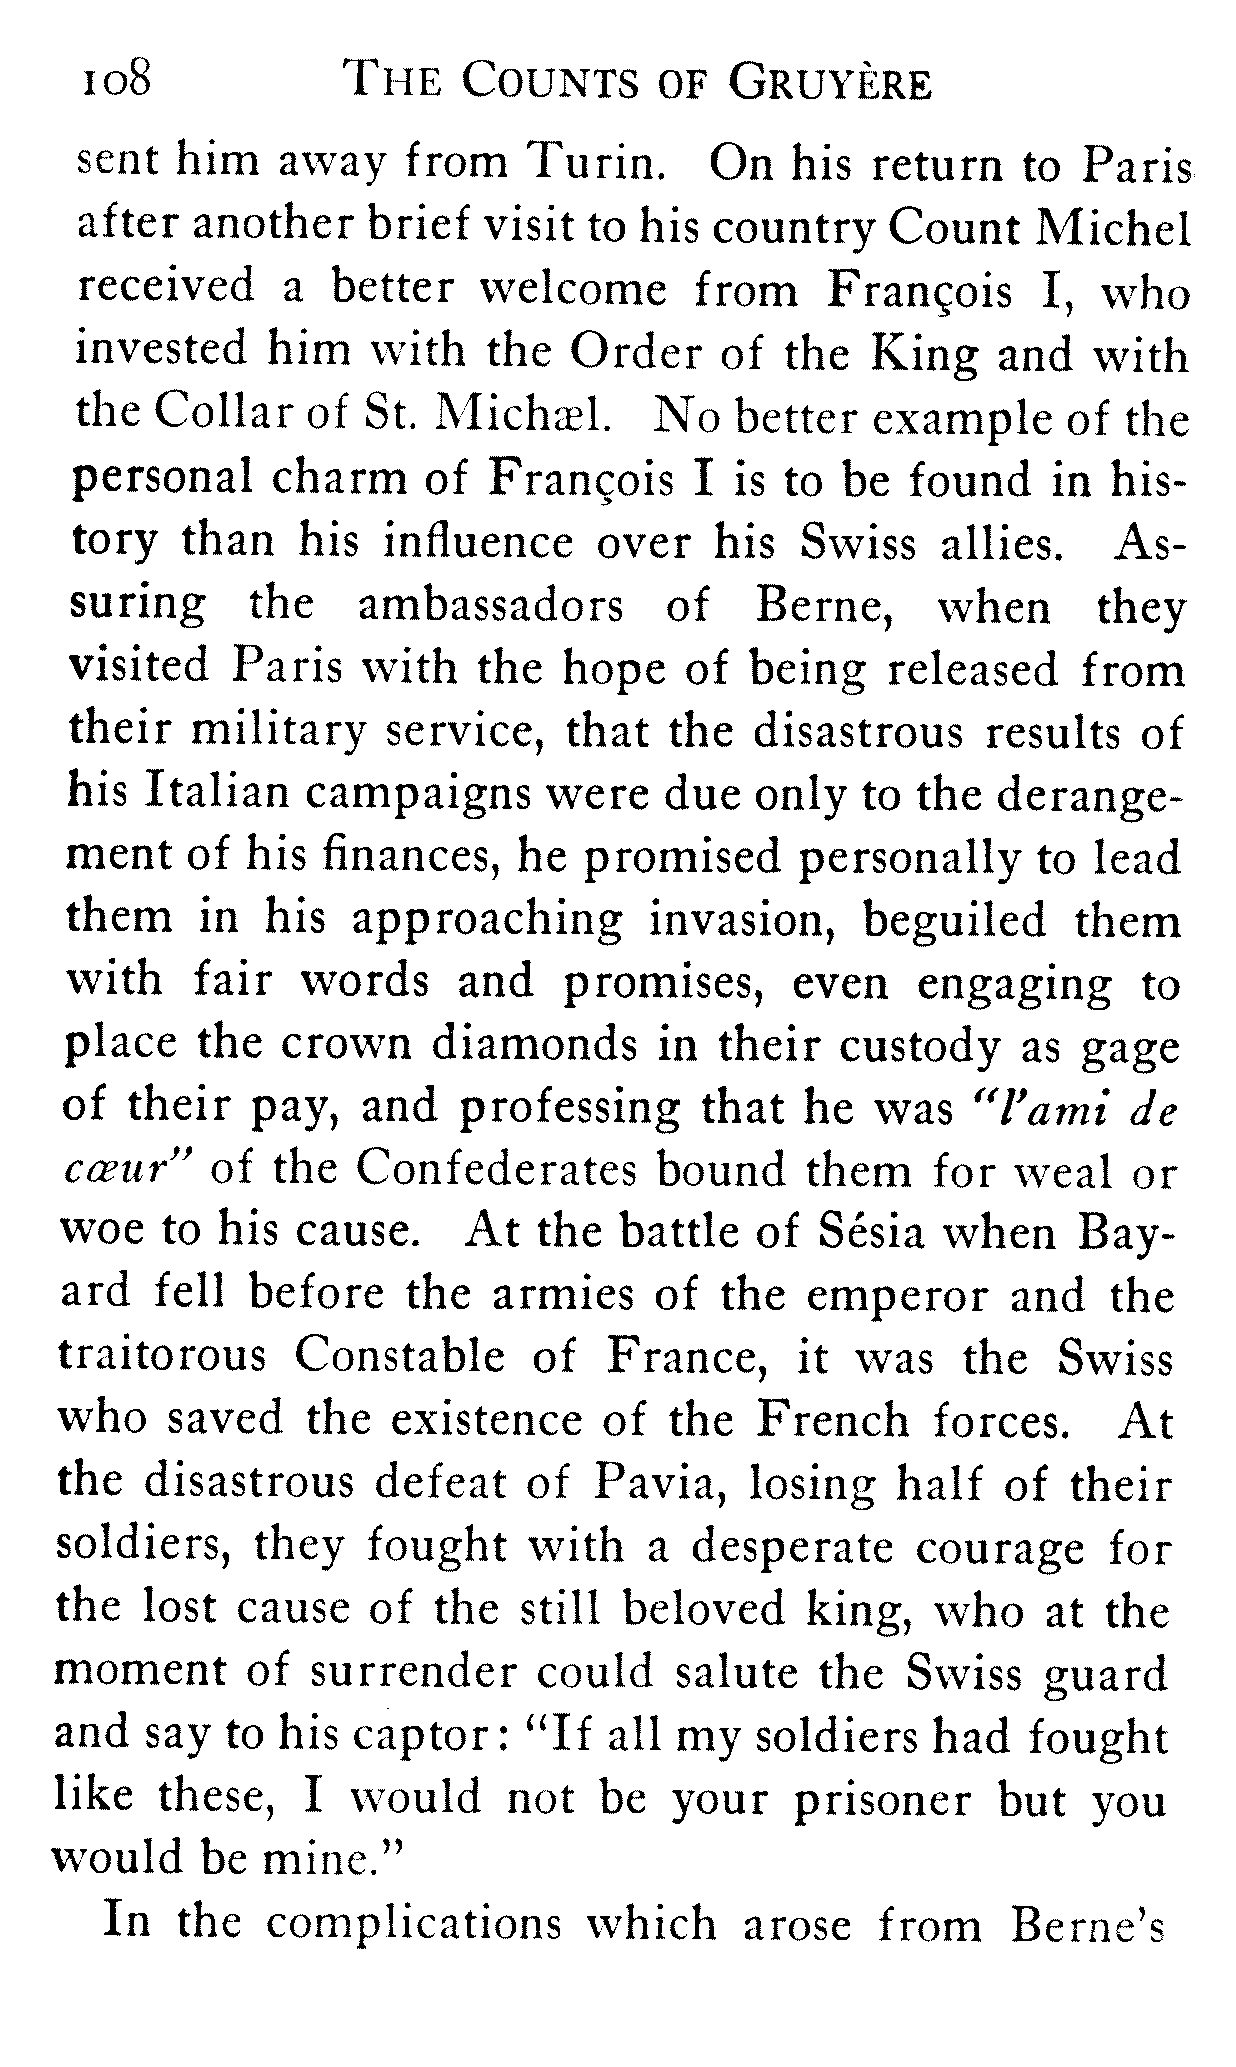 108 THE COUNTS OF GRUYÈRE
sent him away from Turin. On his return to Paris
after another brief visit to his country Count Michel
received a better welcome from François I, who
invested him with the Order of the King and with
the Collar of St. Michæl. No better example of the
personal charm of François I is to be found in his-
tory than his influence over his Swiss allies. As-
suring the ambassadors of Berne, when they
visited Paris with the hope of being released from
their military service, that the disastrous results of
his Italian campaigns were due only to the derange-
ment of his finances, he promised personally to lead
them in his approaching invasion, beguiled them
with fair words and promises, even engaging to
place the crown diamonds in their custody as gage
of their pay, and professing that he was "l'ami de
cœur" of the Confederates bound them for weal or
woe to his cause. At the battle of Sésia when Bay-
ard fell before the armies of the emperor and the
traitorous Constable of France, it was the Swiss
who saved the existence of the French forces. At
the disastrous defeat of Pavia, losing half of their
soldiers, they fought with a desperate courage for
the lost cause of the still beloved king, who at the
moment of surrender could salute the Swiss guard
and say to his captor: "If all my soldiers had fought
like these, I would not be your prisoner but you
would be mine."
In the complications which arose from Berne's